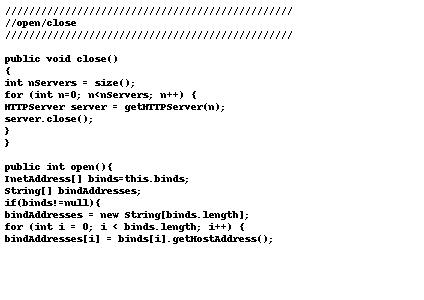 /////////////////////////////////////////////////
//open/close
/////////////////////////////////////////////////
public void close()
{
int nServers = size();
for (int n=0; n<nServers; n++) {
HTTPServer server = getHTTPServer(n);
server.close();
}
}
public int open(){
InetAddress[] binds=this.binds;
String[] bindAddresses;
if(binds!=null){
bindAddresses = new String[binds.length];
for (int i = 0; i < binds.length; i++) {
bindAddresses[i] = binds[i].getHostAddress();